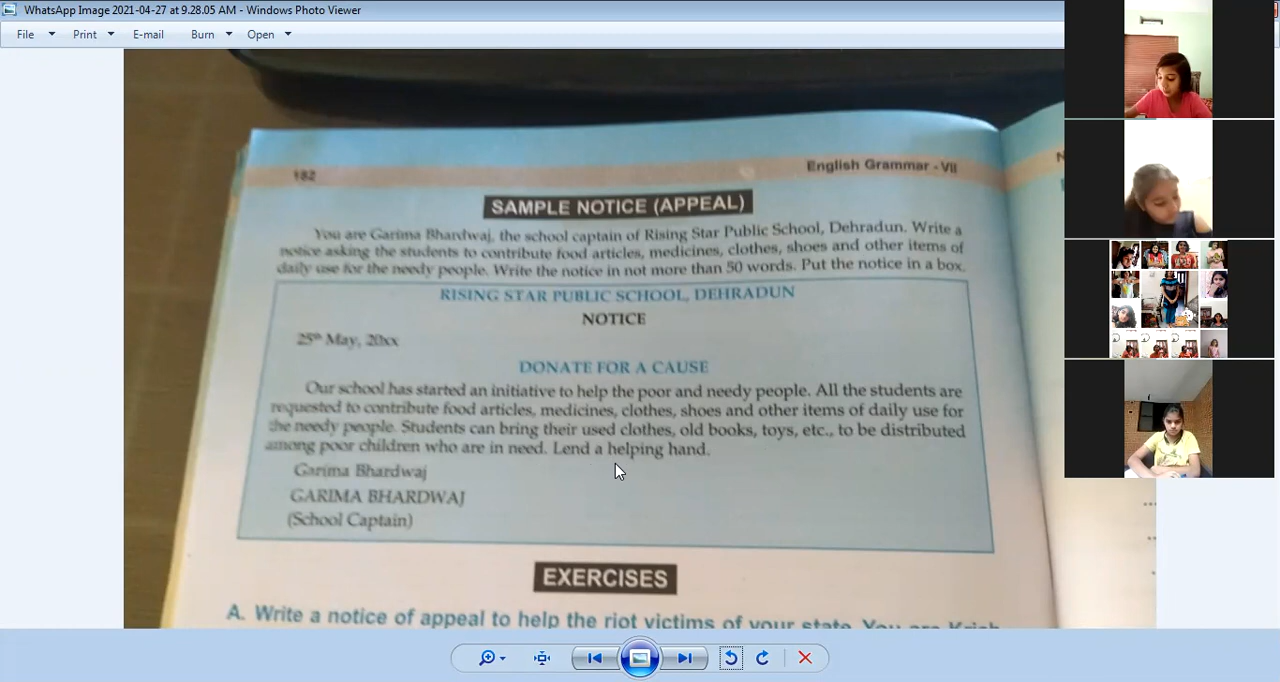 WhatsApp Image 2021-04-27 at 9.28.05 AM - Windows Photo Viewer
File Print E-mail Burn Open
182
English Grammar - VII
SAMPLE NOTICE (APPEAL)
You are Garima Bhardwaj, the school captain of Rising Star Public School, Dehradun. Write a
notice asking the students to contribute food articles, medicines, clothes, shoes and other items of
daily use for the needy people. Write the notice in not more than 50 words. Put the notice in a box.
RISING STAR PUBLIC SCHOOL, DEHRADUN
NOTICE
25th May, 20xx
DONATE FOR A CAUSE
Our school has started an initiative to help the poor and needy people. All the students are
requested to contribute food articles, medicines, clothes, shoes and other items of daily use for
the needy people. Students can bring their used clothes, old books, toys, etc., to be distributed
among poor children who are in need. Lend a helping hand.
Garima Bhardwaj
GARIMA BHARDWAJ
(School Captain)
EXERCISES
A. Write a notice of appeal to help the riot victims of your state. You are Krish